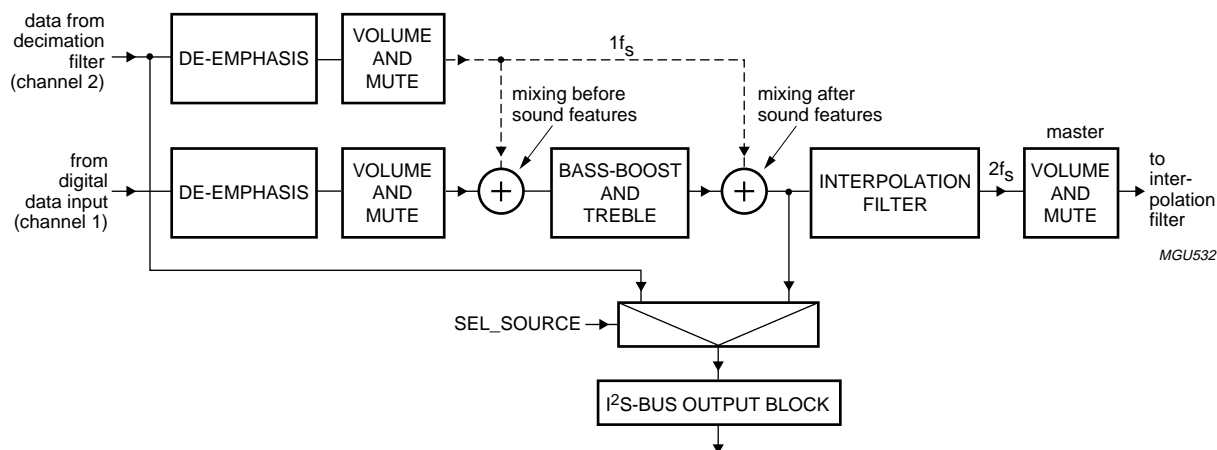 data from
decimation
filter
(channel 2)
DE-EMPHASIS
VOLUME
AND
MUTE
1fs
mixing before
sound features
mixing after
sound features
from
digital
data input
(channel 1)
DE-EMPHASIS
VOLUME
AND
MUTE
+
BASS-BOOST
AND
TREBLE
+
INTERPOLATION
FILTER
2fs
master
VOLUME
AND
MUTE
to
inter-
polation
filter
MGU532
SEL_SOURCE
I²S-BUS OUTPUT BLOCK